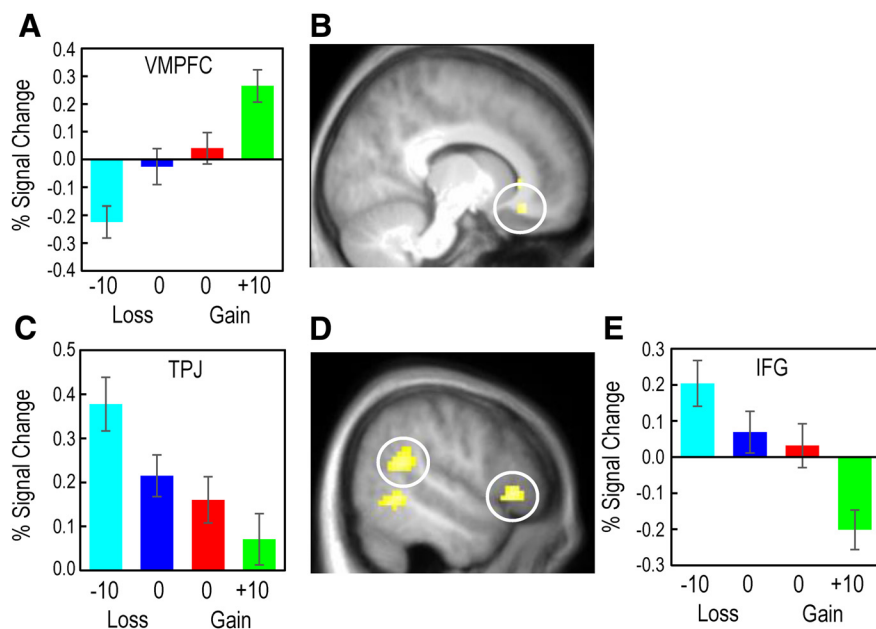 A
B
VMPFC
% Signal Change
0.4
0.3
0.2
0.1
0.0
-0.1
-0.2
-0.3
-0.4
-10 0 0 +10
Loss Gain
C
D
E
TPJ
% Signal Change
0.5
0.4
0.3
0.2
0.1
0.0
-10 0 0 +10
Loss Gain
IFG
% Signal Change
0.3
0.2
0.1
0.0
-0.1
-0.2
-0.3
-10 0 0 +10
Loss Gain